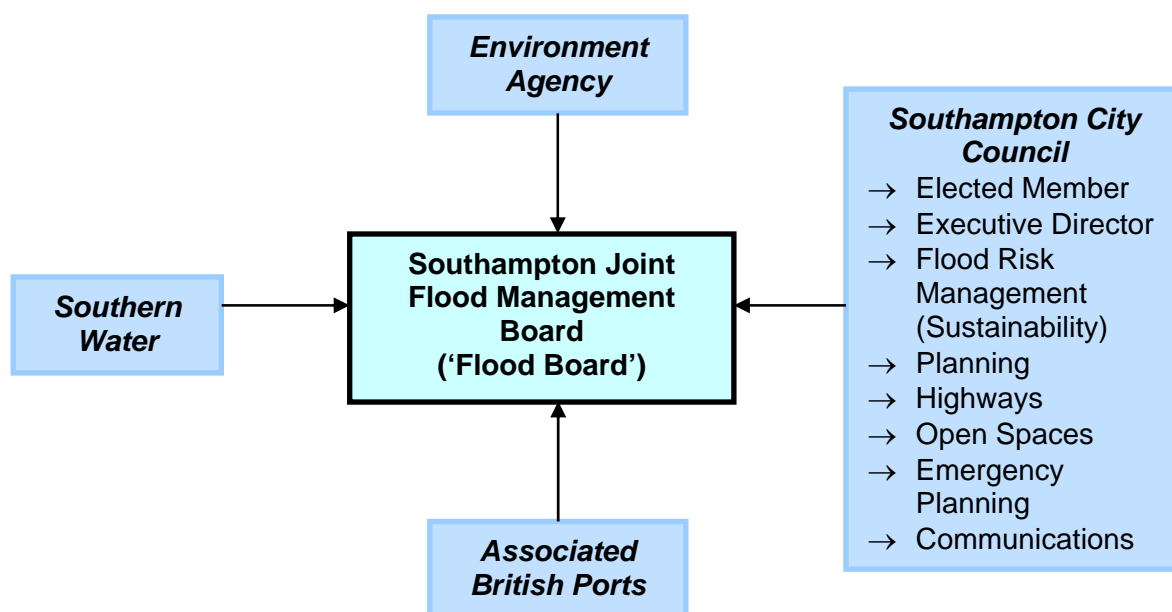 Environment
Agency
Southampton City
Council
→ Elected Member
→ Executive Director
→ Flood Risk
Management
(Sustainability)
→ Planning
→ Highways
→ Open Spaces
→ Emergency
Planning
→ Communications
Southampton Joint
Flood Management
Board
(‘Flood Board’)
Southern
Water
Associated
British Ports